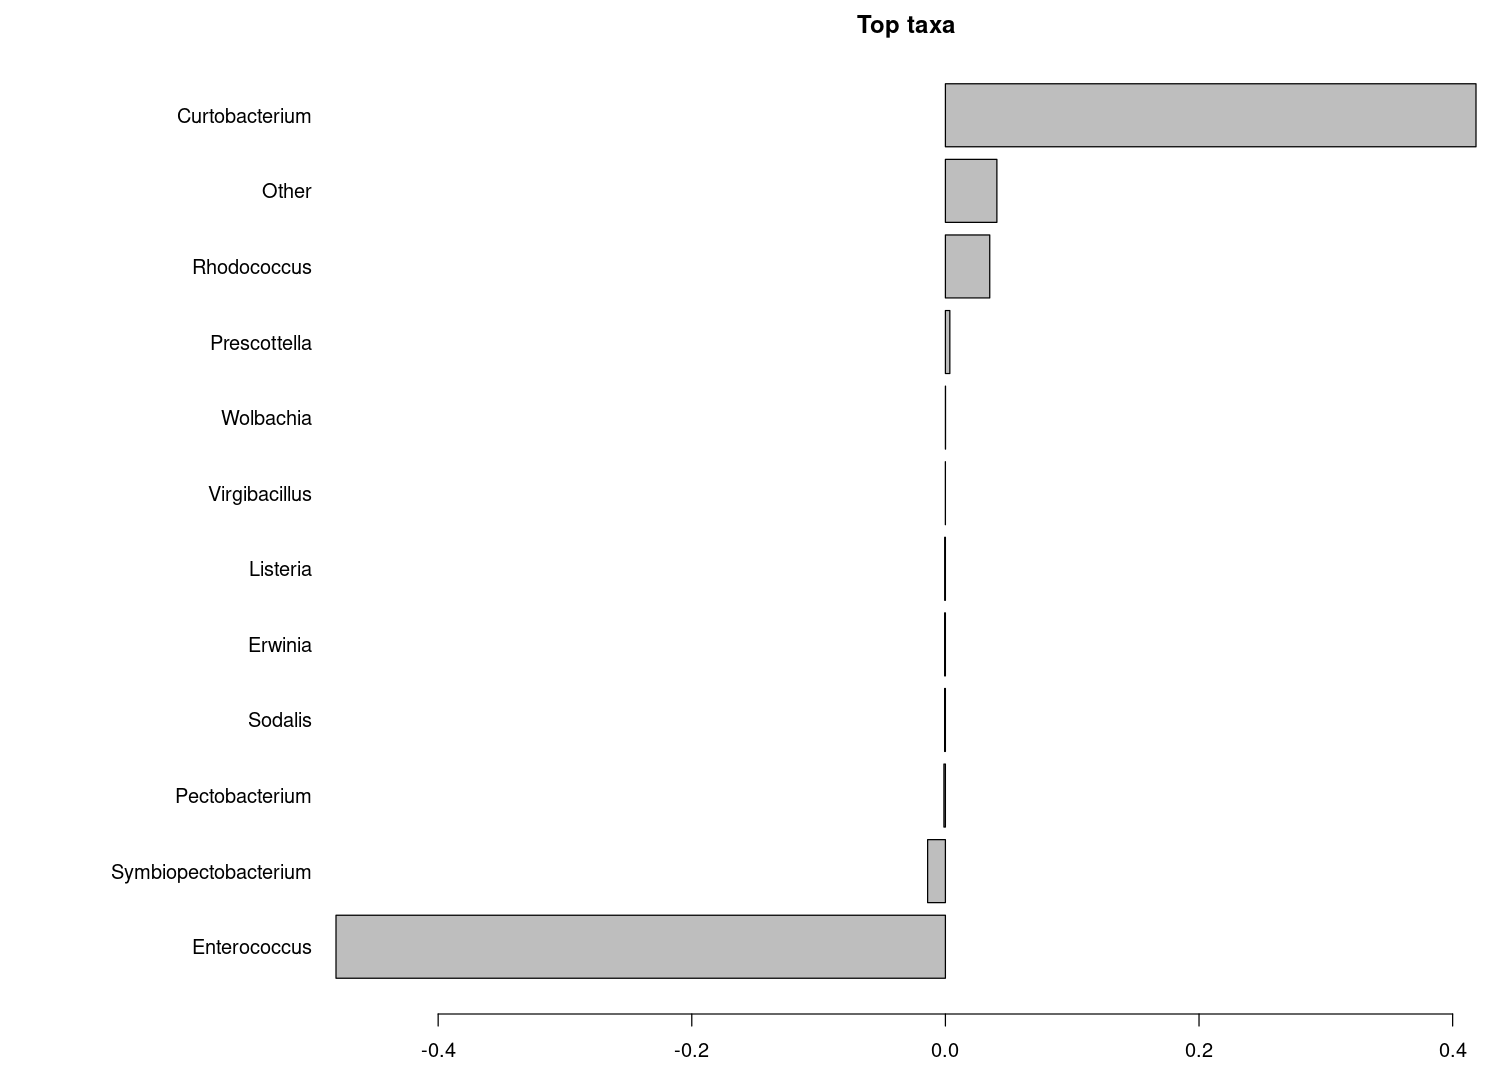 Top taxa
Curtobacterium
Other
Rhodococcus
Prescottella
Wolbachia
Virgibacillus
Listeria
Erwinia
Sodalis
Pectobacterium
Symbiopectobacterium
Enterococcus
-0.4 -0.2 0.0 0.2 0.4